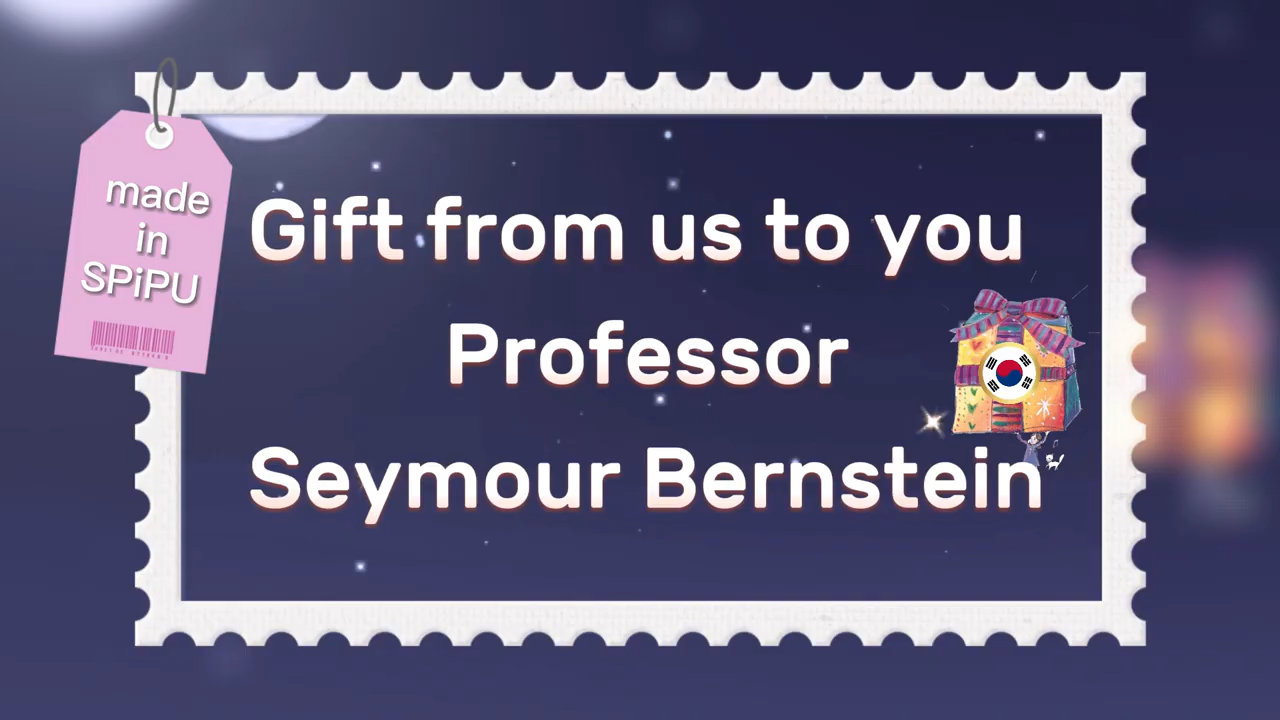 made
in
SPiPU
Gift from us to you
Professor
Seymour Bernstein